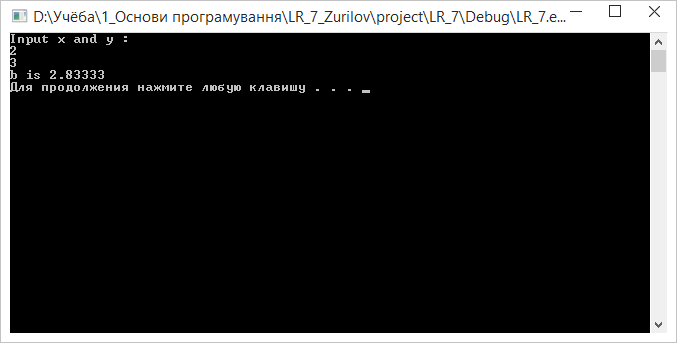 D:\Учёба\1_Основи програмування\LR_7_Zurilov\project\LR_7\Debug\LR_7.e...
Input x and y :
2
3
b is 2.83333
Для продолжения нажмите любую клавишу . . . _